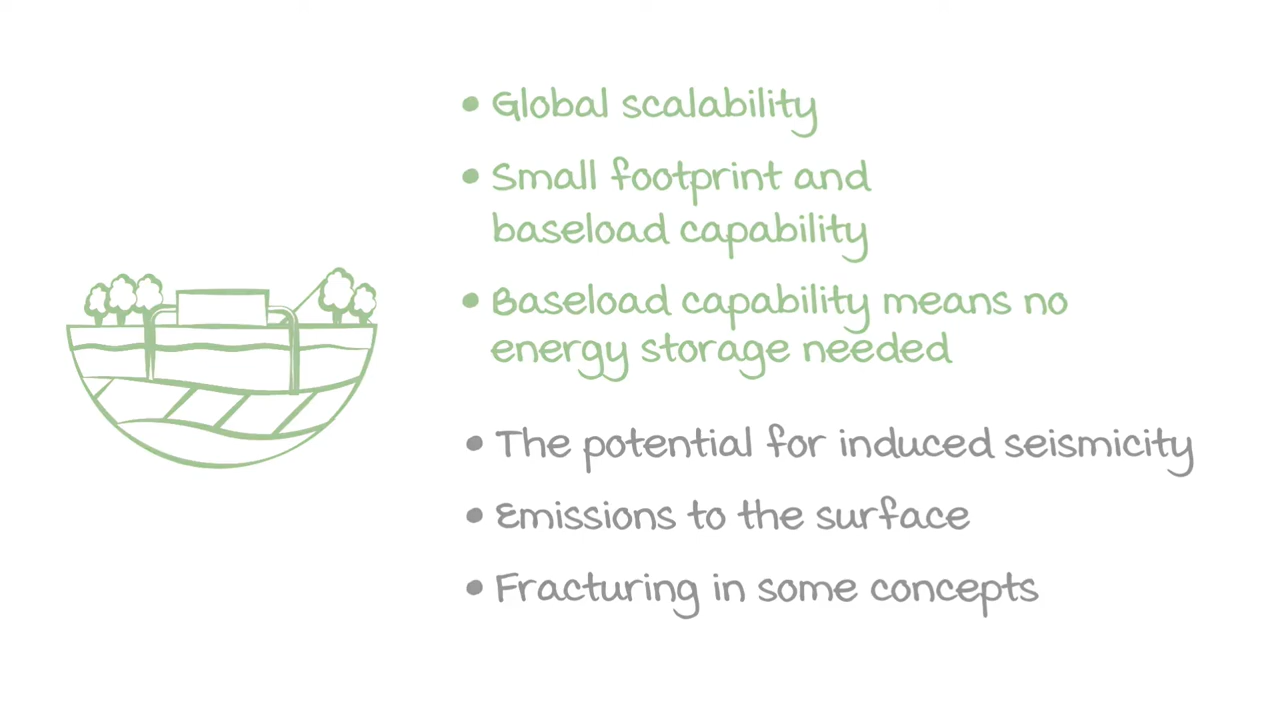 • Global scalability
• Small footprint and
baseload capability
• Baseload capability means no
energy storage needed
• The potential for induced seismicity
• Emissions to the surface
• Fracturing in some concepts